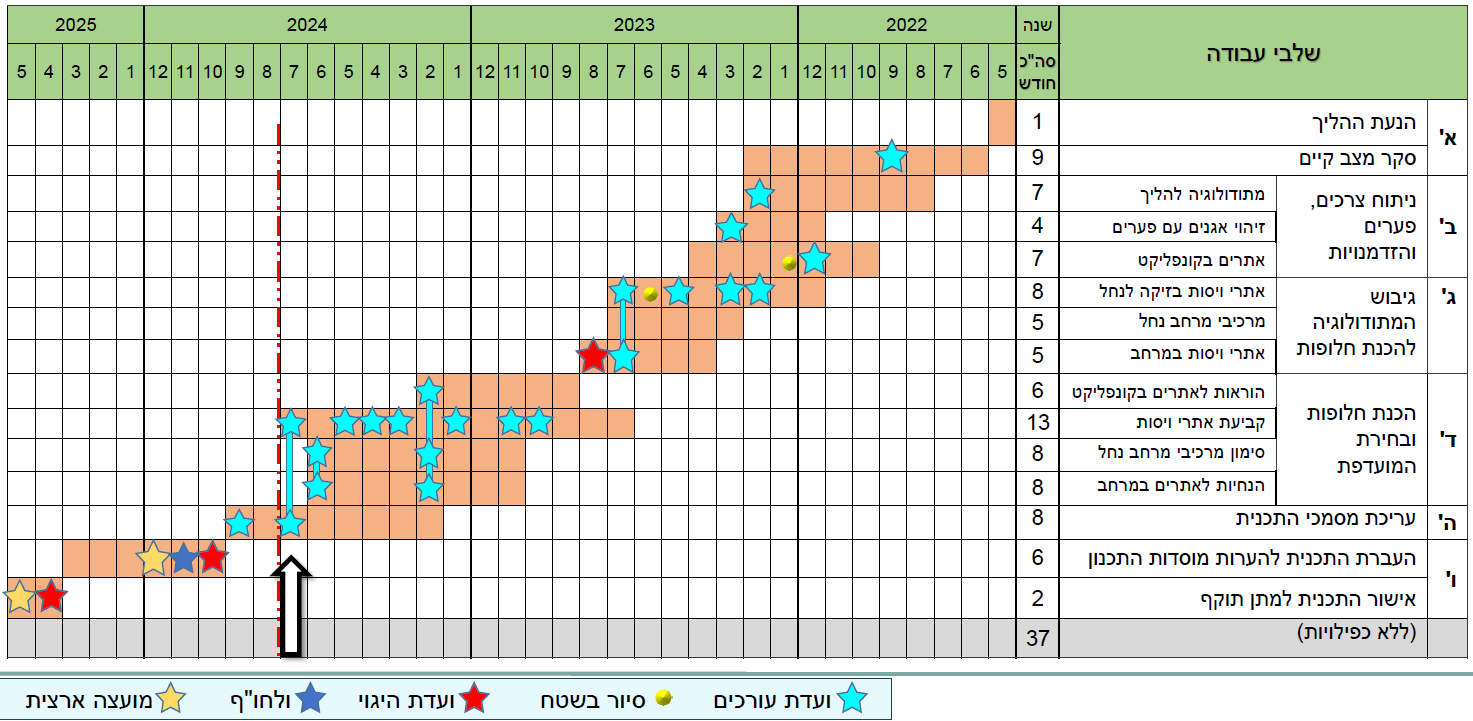 שלבי עבודה שנה 2022 2023 2024 2025
סה"כ חודש 5 6 7 8 9 10 11 12 1 2 3 4 5 6 7 8 9 10 11 12 1 2 3 4 5 6 7 8 9 10 11 12 1 2 3 4 5
א'
הנעת ההליך 1
סקר מצב קיים 9
ב'
ניתוח צרכים,
פערים
והזדמנויות
מתודולוגיה להליך 7
זיהוי אגנים עם פערים 4
אתרים בקונפליקט 7
ג'
גיבוש
המתודולוגיה
להכנת חלופות
אתרי ויסות בזיקה לנחל 8
מרכיבי מרחב נחל 5
אתרי ויסות במרחב 5
ד'
הכנת חלופות
ובחירת
המועדפת
הוראות לאתרים בקונפליקט 6
קביעת אתרי ויסות 13
סימון מרכיבי מרחב נחל 8
הנחיות לאתרים במרחב 8
ה'
עריכת מסמכי התכנית 8
ו'
העברת התכנית להערות מוסדות התכנון 6
אישור התכנית למתן תוקף 2
(ללא כפילויות) 37
ועדת עורכים סיור בשטח ועדת היגוי ולחו"ף מועצה ארצית